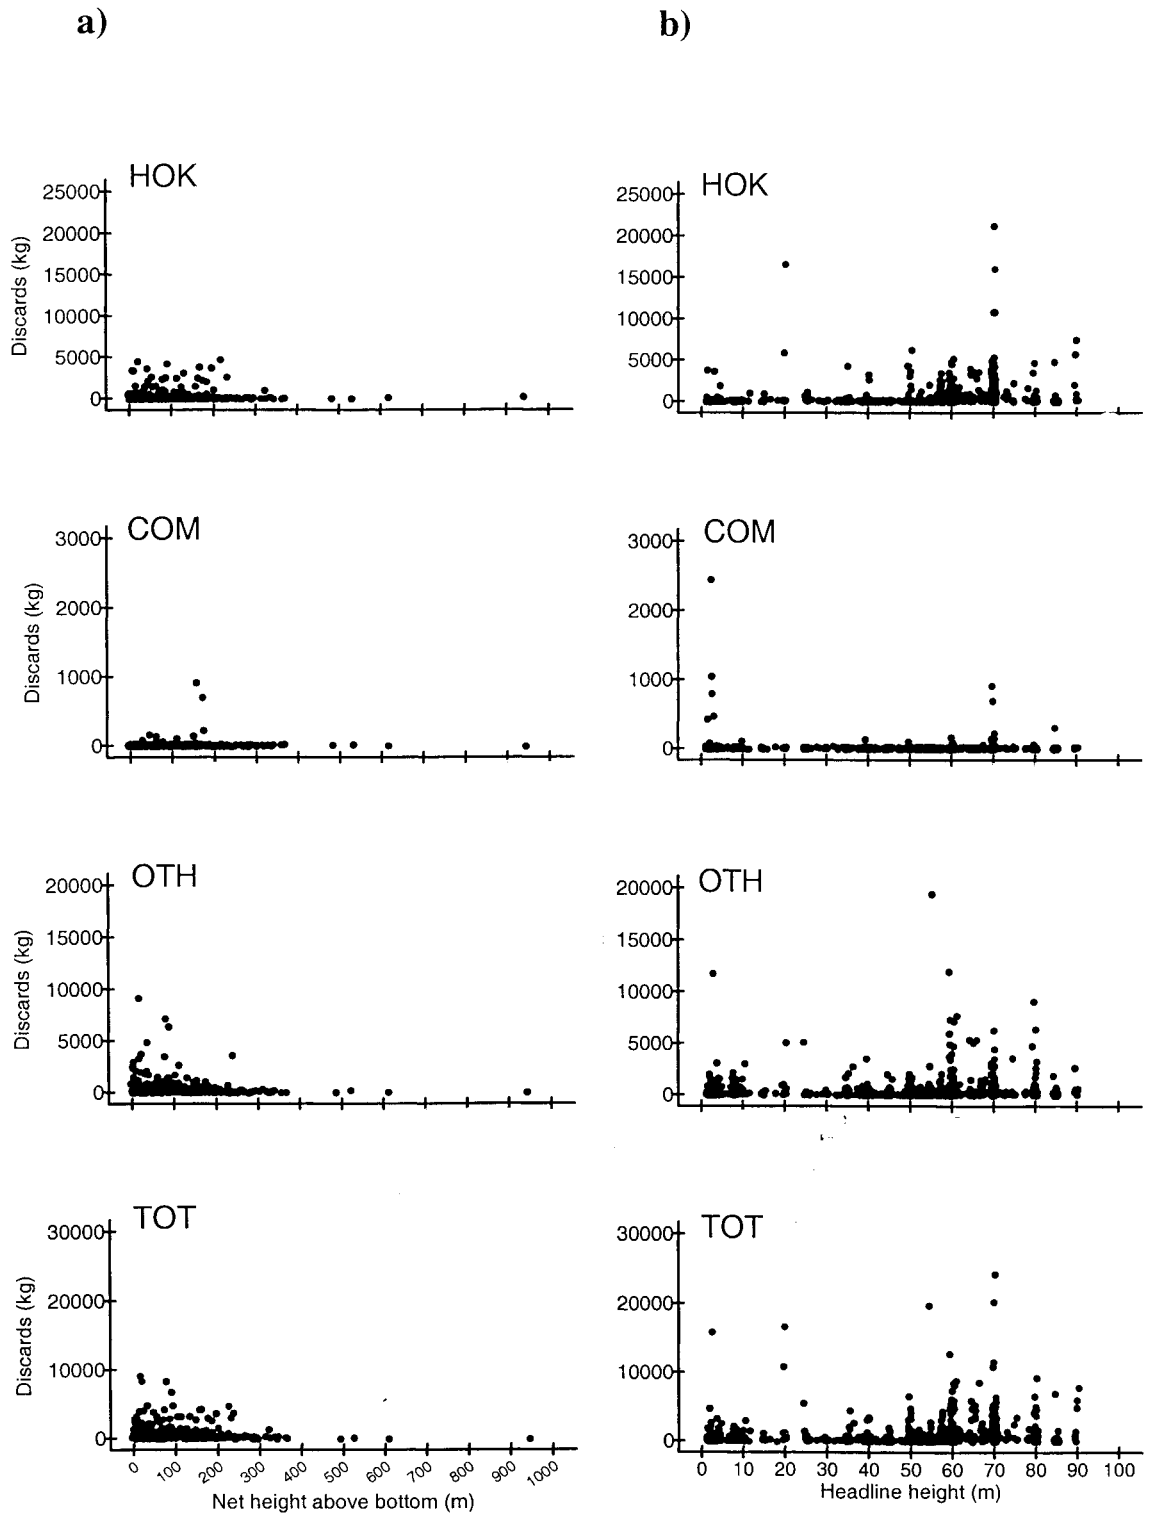 a)
b)
HOK
25000
20000
15000
10000
5000
0
Discards (kg)
HOK
25000
20000
15000
10000
5000
0
COM
3000
2000
1000
0
Discards (kg)
COM
3000
2000
1000
0
OTH
20000
15000
10000
5000
0
Discards (kg)
OTH
20000
15000
10000
5000
0
TOT
30000
20000
10000
0
Discards (kg)
0 100 200 300 400 500 600 700 800 900 1000
Net height above bottom (m)
TOT
30000
20000
10000
0
0 10 20 30 40 50 60 70 80 90 100
Headline height (m)